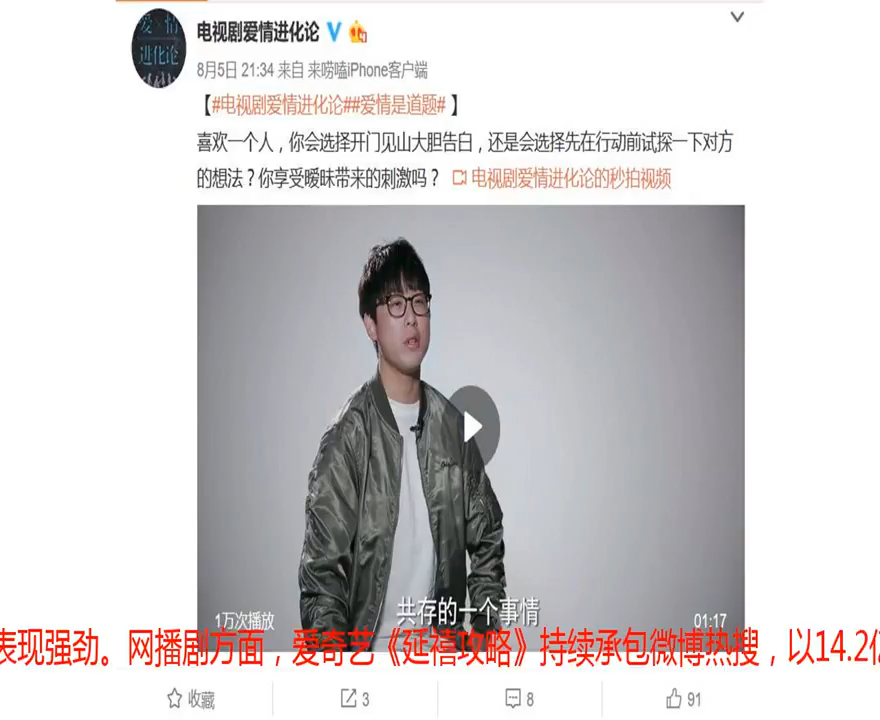 爱×情
进化论
电视剧爱情进化论
8月5日 21:34 来自 来唠嗑iPhone客户端
【#电视剧爱情进化论##爱情是道题# 】
喜欢一个人，你会选择开门见山大胆告白，还是会选择先在行动前试探一下对方
的想法？你享受暧昧带来的刺激吗？ 电视剧爱情进化论的秒拍视频
共存的一个事情
1万次播放 01:17
表现强劲。网播剧方面，爱奇艺《延禧攻略》持续承包微博热搜，以14.2亿
收藏 3 8 91